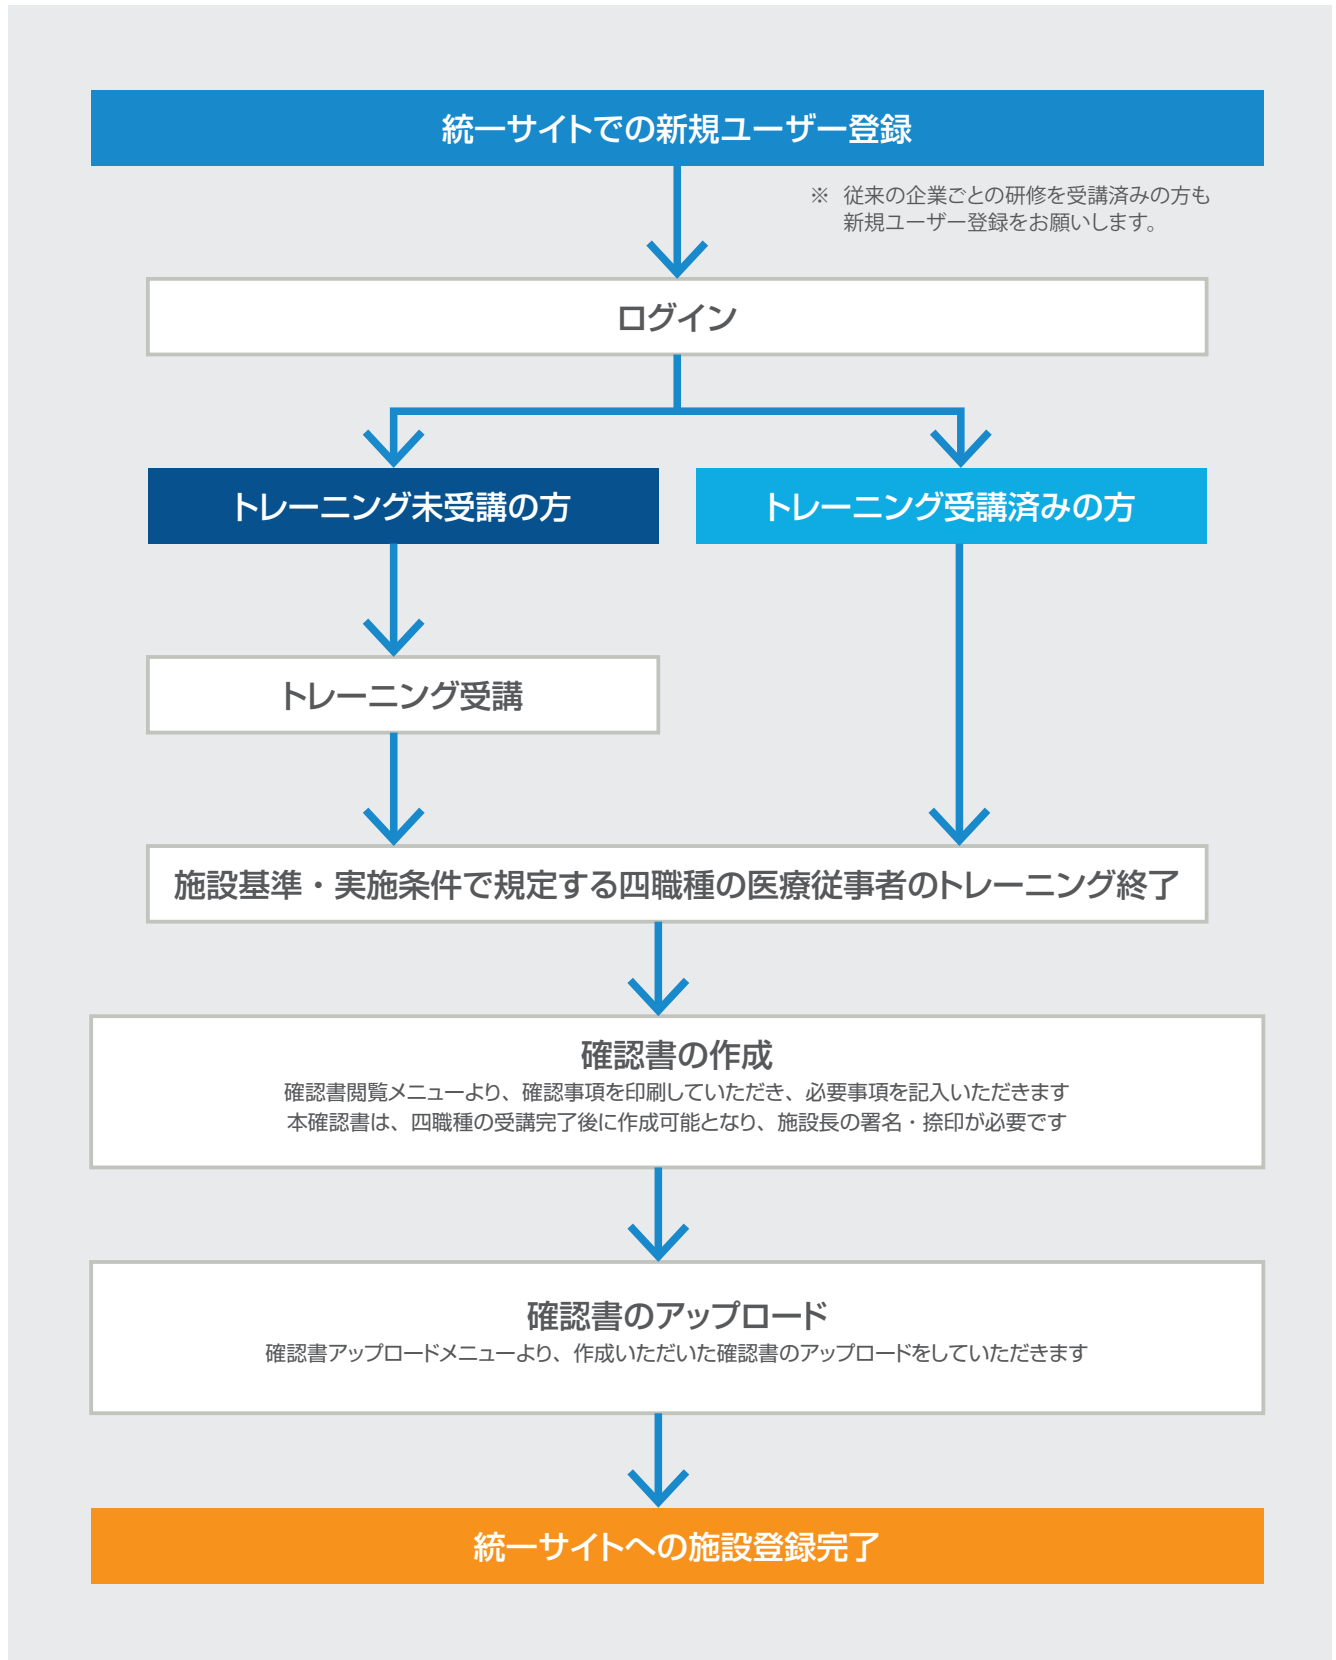 統一サイトでの新規ユーザー登録
※ 従来の企業ごとの研修を受講済みの方も
新規ユーザー登録をお願いします。
ログイン
トレーニング未受講の方
トレーニング受講済みの方
トレーニング受講
施設基準・実施条件で規定する四職種の医療従事者のトレーニング終了
確認書の作成
確認書閲覧メニューより、確認事項を印刷していただき、必要事項を記入いただきます
本確認書は、四職種の受講完了後に作成可能となり、施設長の署名・捺印が必要です
確認書のアップロード
確認書アップロードメニューより、作成いただいた確認書のアップロードをしていただきます
統一サイトへの施設登録完了